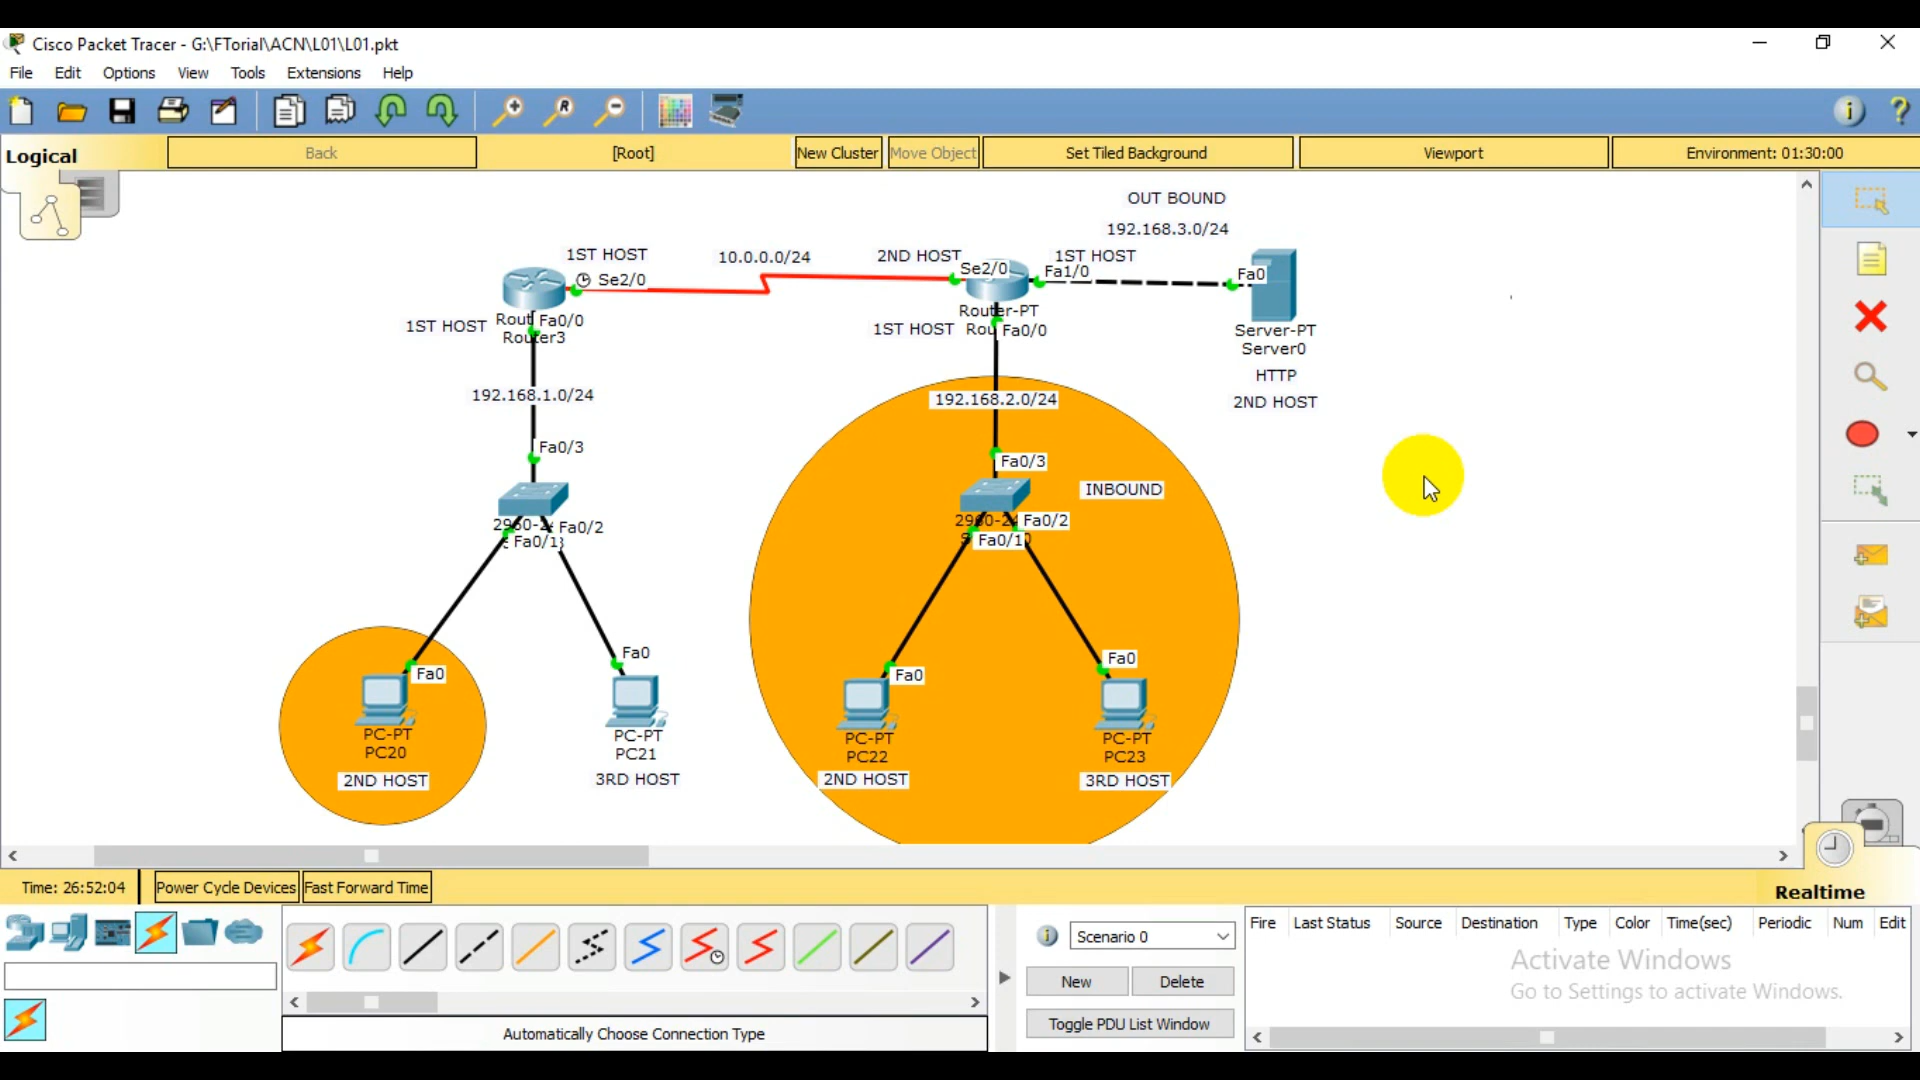 Cisco Packet Tracer - G:\FTorial\ACN\L01\L01.pkt
File Edit Options View Tools Extensions Help
Logical Back [Root] New Cluster Move Object Set Tiled Background Viewport Environment: 01:30:00
OUT BOUND
192.168.3.0/24
1ST HOST 10.0.0.0/24 2ND HOST 1ST HOST
Se2/0 Se2/0 Fa1/0 Fa0
1ST HOST Rout Fa0/0
Router3
Router-PT
1ST HOST Rou Fa0/0
Server-PT
Server0
HTTP
2ND HOST
192.168.1.0/24
192.168.2.0/24
Fa0/3
Fa0/3
INBOUND
2960-24 Fa0/2
Fa0/1
2960-24 Fa0/2
Fa0/1
Fa0
PC-PT
PC20
2ND HOST
Fa0
PC-PT
PC21
3RD HOST
Fa0
PC-PT
PC22
2ND HOST
Fa0
PC-PT
PC23
3RD HOST
Time: 26:52:04 Power Cycle Devices Fast Forward Time
Realtime
Automatically Choose Connection Type
Scenario 0
New Delete
Toggle PDU List Window
Fire Last Status Source Destination Type Color Time(sec) Periodic Num Edit
Activate Windows
Go to Settings to activate Windows.